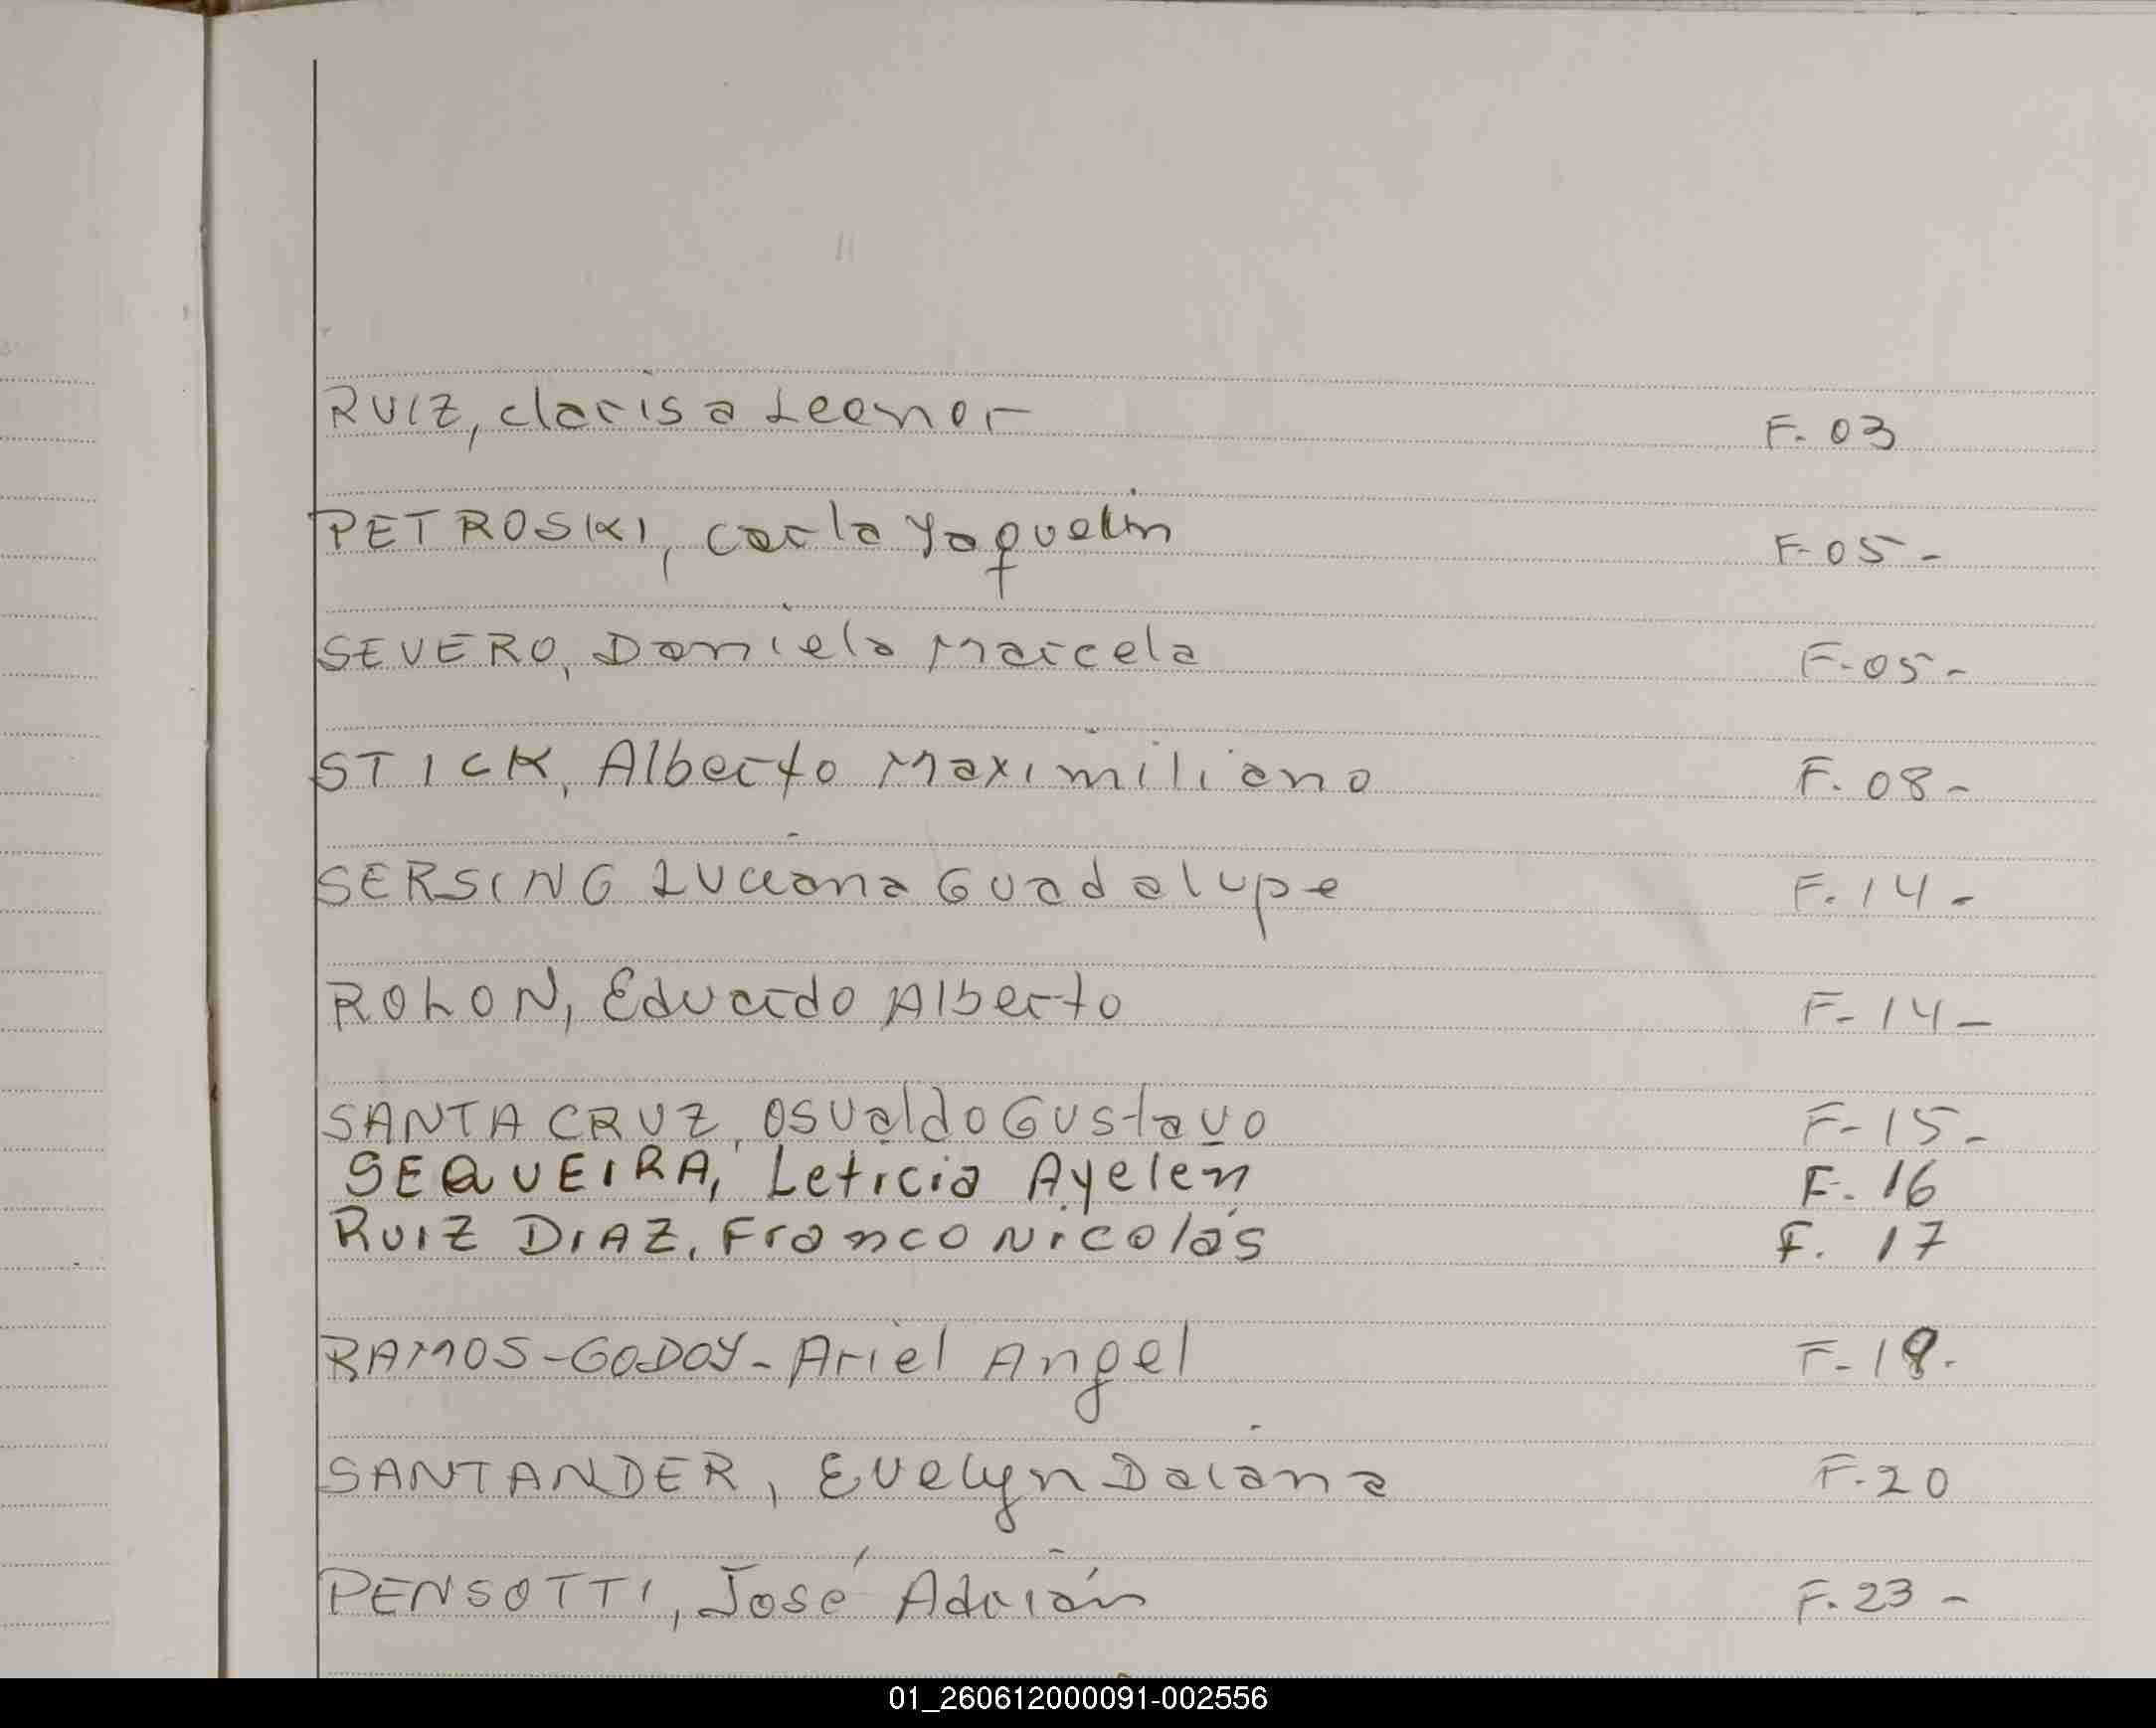 RUIZ, Clarisa Leonor F. 03
PETROSKI, Carla Yaquelin F-05-
SEVERO, Daniela Marcela F-05-
STICK, Alberto Maximiliano F. 08-
SERSING Luciana Guadalupe F. 14-
ROLON, Eduardo Alberto F-14-
SANTA CRUZ, Osvaldo Gustavo F-15-
SEQUEIRA, Leticia Ayelen F. 16
RUIZ DIAZ, Franco Nicolás F. 17
RAMOS-GODOY- Ariel Angel
SANTANDER, Evelyn Daiana F.20
PENSOTTI, José Adrián F.23-
01_260612000091-002556